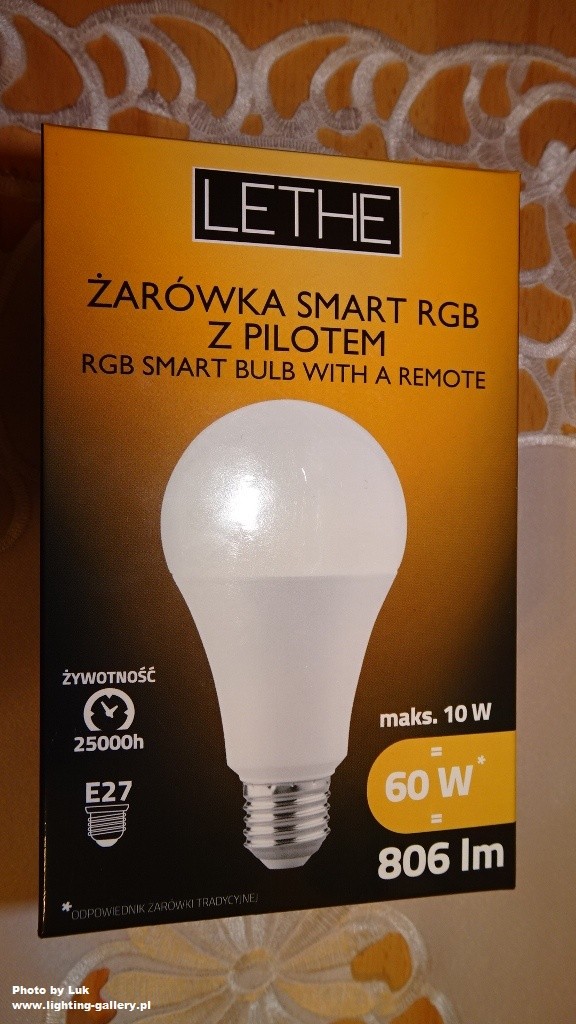 LETHE
ŻARÓWKA SMART RGB
Z PILOTEM
RGB SMART BULB WITH A REMOTE
ŻYWOTNOŚĆ
25000h
E27
maks. 10 W
=
60 W*
=
806 lm
*ODPOWIEDNIK ŻARÓWKI TRADYCYJNEJ
Photo by Luk
www.lighting-gallery.pl